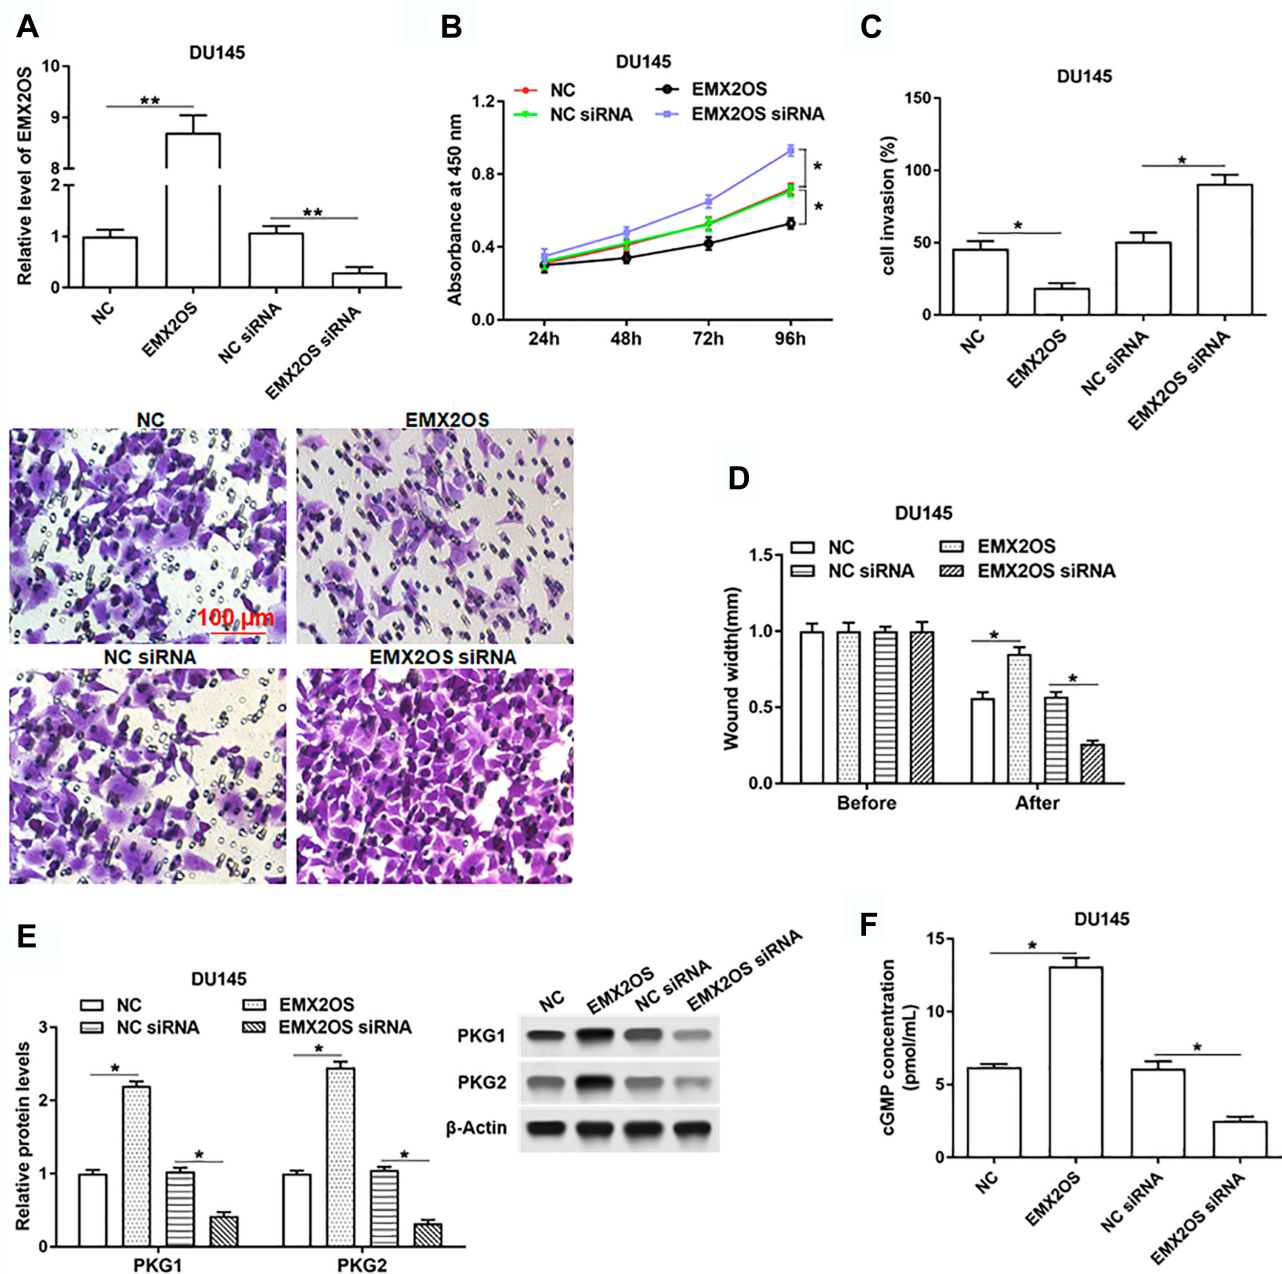 A
DU145
Relative level of EMX2OS
10
9
8
2
1
0
**
**
NC
EMX2OS
NC siRNA
EMX2OS siRNA
B
DU145
NC
EMX2OS
NC siRNA
EMX2OS siRNA
Absorbance at 450 nm
1.2
0.8
0.4
0.0
*
*
24h
48h
72h
96h
C
DU145
cell invasion (%)
150
100
50
0
*
*
NC
EMX2OS
NC siRNA
EMX2OS siRNA
NC
EMX2OS
100 μm
NC siRNA
EMX2OS siRNA
D
DU145
NC
EMX2OS
NC siRNA
EMX2OS siRNA
Wound width(mm)
1.5
1.0
0.5
0.0
*
*
Before
After
E
DU145
NC
EMX2OS
NC siRNA
EMX2OS siRNA
Relative protein levels
3
2
1
0
*
*
*
*
PKG1
PKG2
NC
EMX2OS
NC siRNA
EMX2OS siRNA
PKG1
PKG2
β-Actin
F
DU145
cGMP concentration
(pmol/mL)
15
10
5
0
*
*
NC
EMX2OS
NC siRNA
EMX2OS siRNA